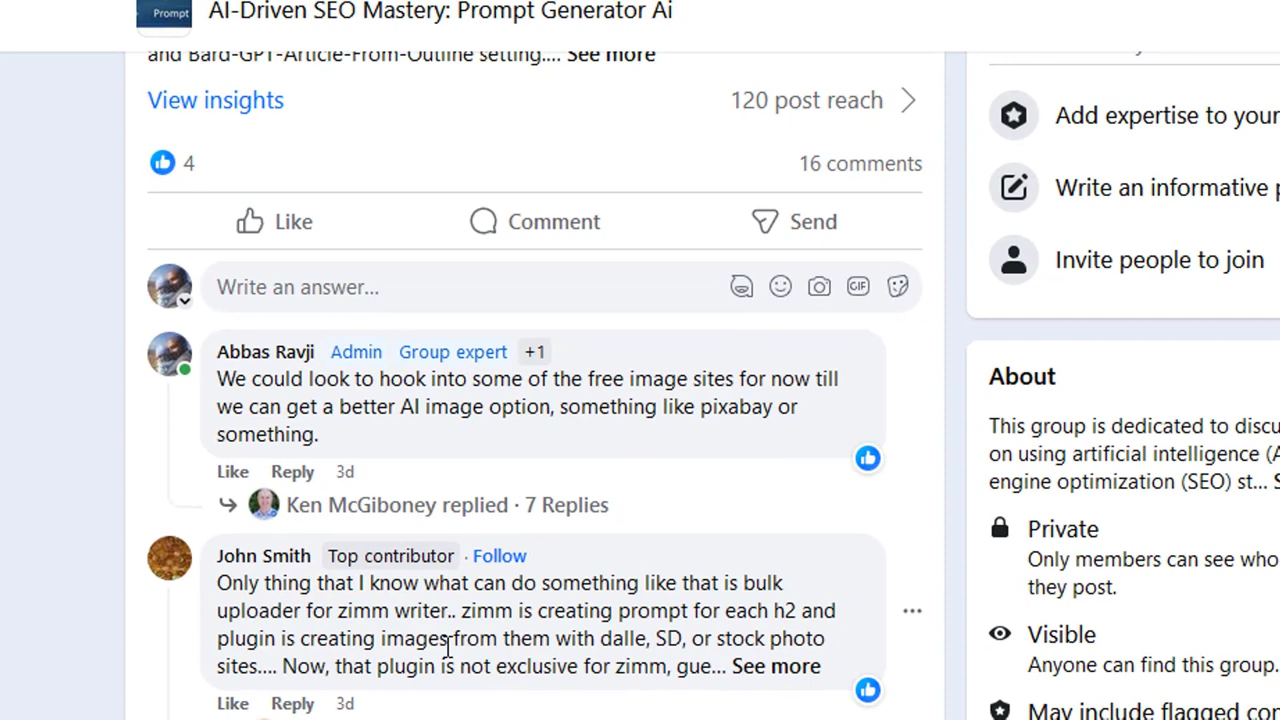 Prompt
AI-Driven SEO Mastery: Prompt Generator Ai
and Bard-GPT-Article-From-Outline setting.... See more
View insights
120 post reach
4
16 comments
Like
Comment
Send
Write an answer...
GIF
Abbas Ravji Admin Group expert +1
We could look to hook into some of the free image sites for now till
we can get a better AI image option, something like pixabay or
something.
Like Reply 3d
Ken McGiboney replied · 7 Replies
John Smith Top contributor · Follow
Only thing that I know what can do something like that is bulk
uploader for zimm writer.. zimm is creating prompt for each h2 and
plugin is creating images from them with dalle, SD, or stock photo
sites.... Now, that plugin is not exclusive for zimm, gue... See more
Like Reply 3d
Add expertise to your
Write an informative
Invite people to join
About
This group is dedicated to discu
on using artificial intelligence (A
engine optimization (SEO) st...
Private
Only members can see who
they post.
Visible
Anyone can find this group.
May include flagged con